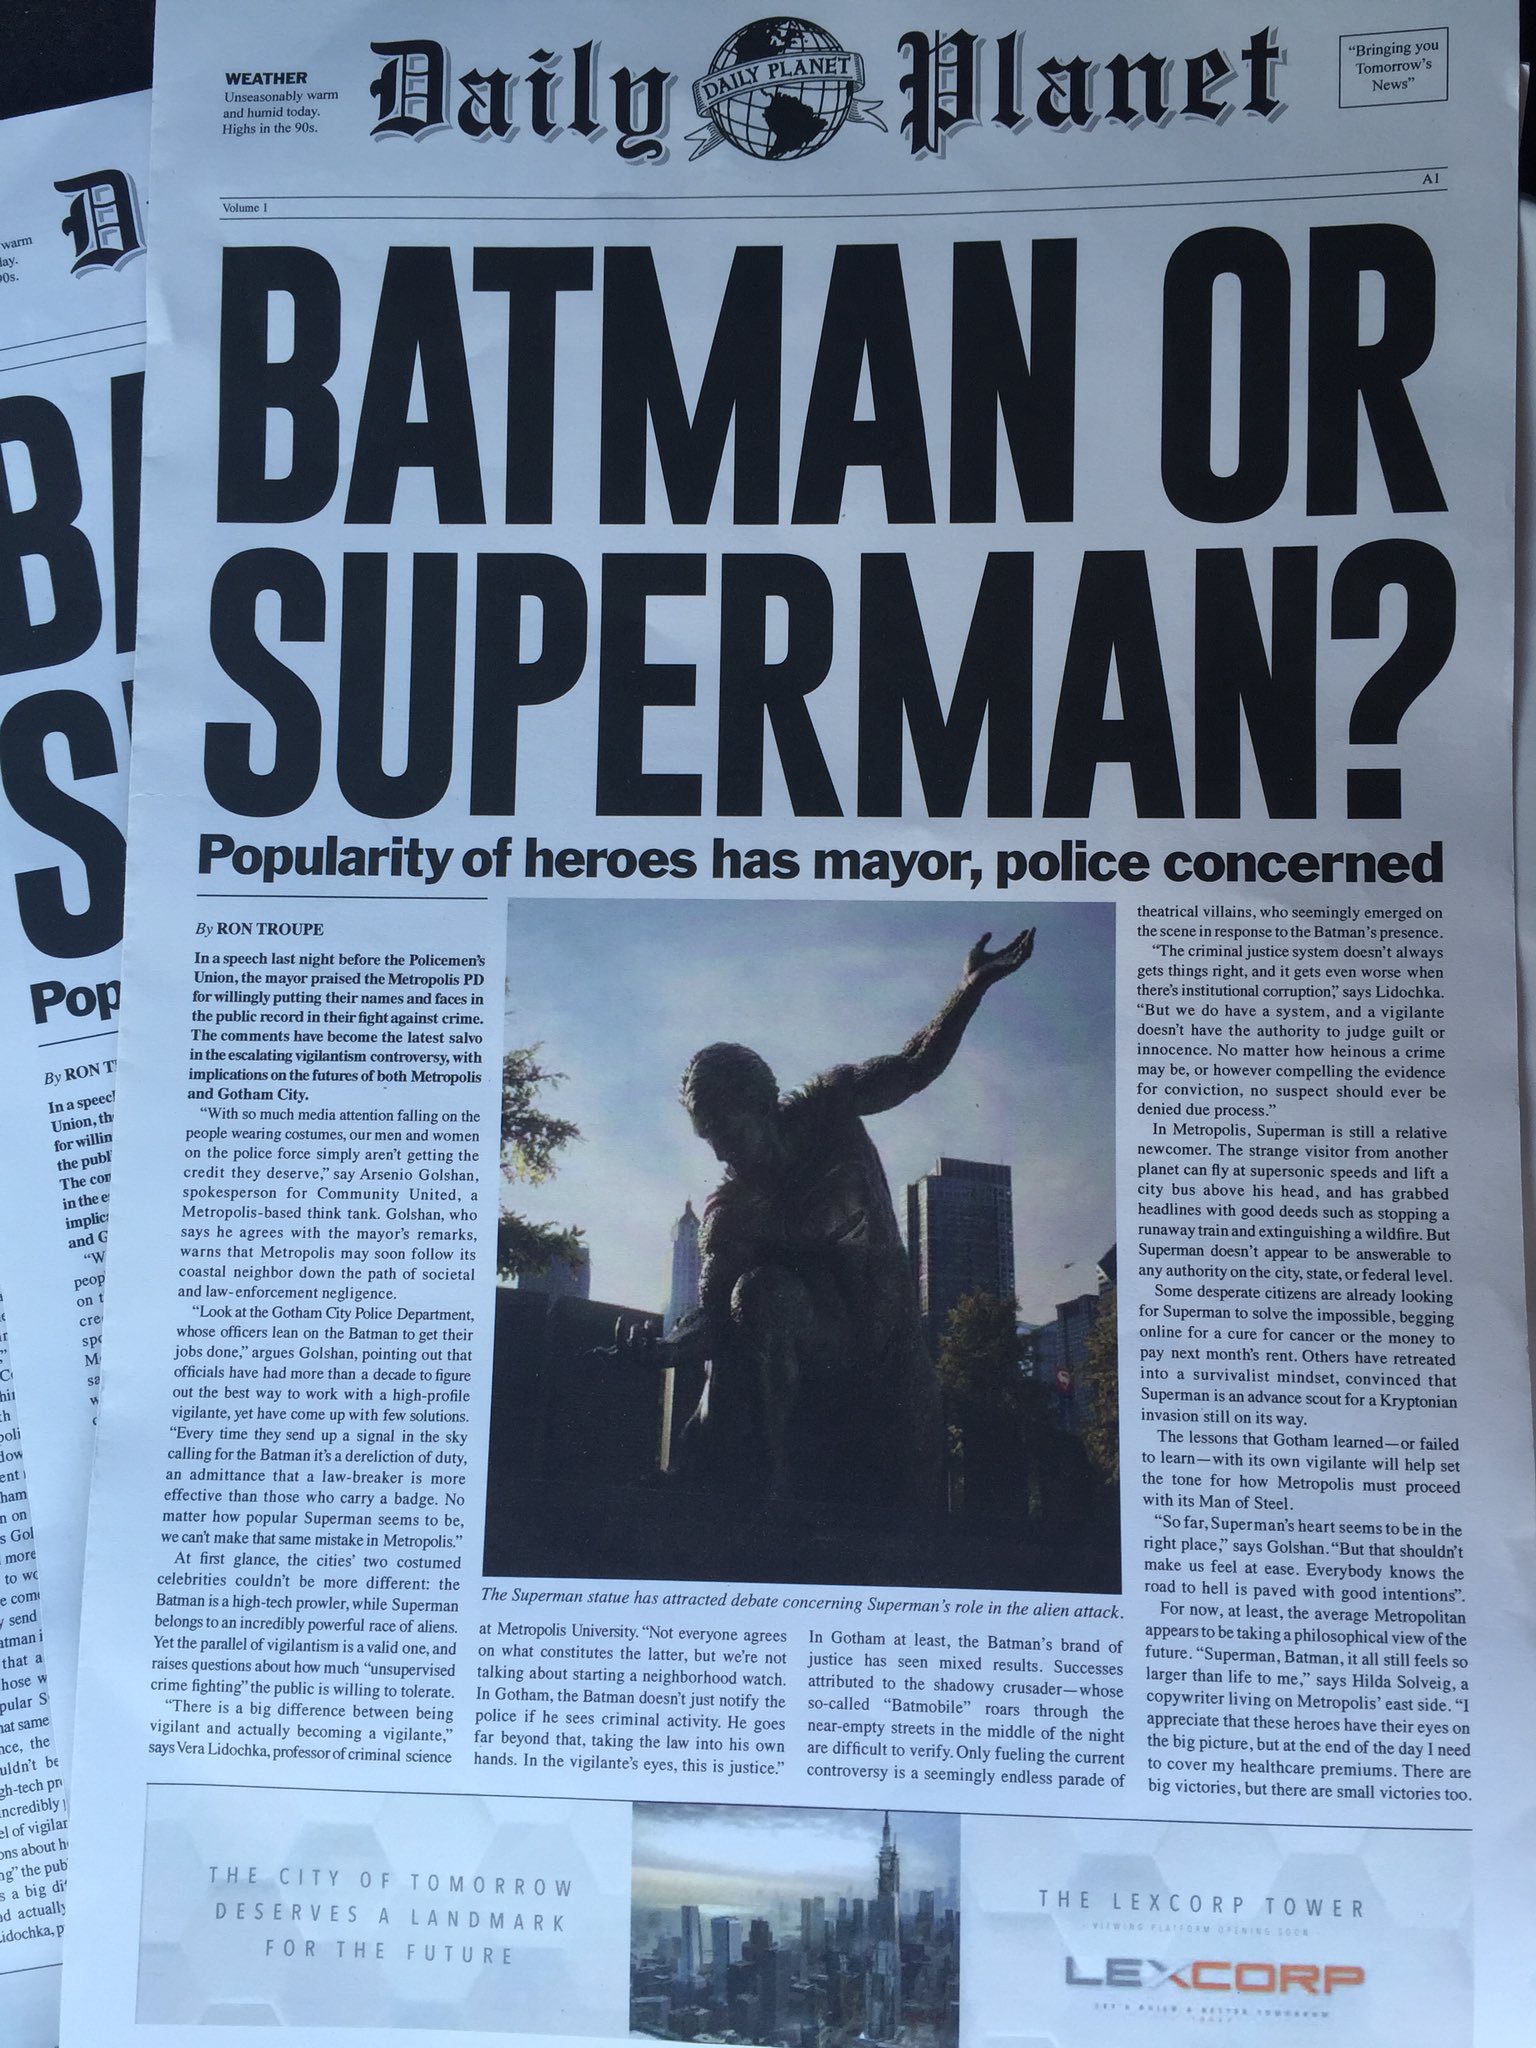 WEATHER
Unseasonably warm
and humid today.
Highs in the 90s.
Daily Planet
DAILY PLANET
"Bringing you
Tomorrow's
News"
Volume 1
A1
BATMAN OR
SUPERMAN?
Popularity of heroes has mayor, police concerned
By RON TROUPE
In a speech last night before the Policemen's
Union, the mayor praised the Metropolis PD
for willingly putting their names and faces in
the public record in their fight against crime.
The comments have become the latest salvo
in the escalating vigilantism controversy, with
implications on the futures of both Metropolis
and Gotham City.
"With so much media attention falling on the
people wearing costumes, our men and women
on the police force simply aren't getting the
credit they deserve," say Arsenio Golshan,
spokesperson for Community United, a
Metropolis-based think tank. Golshan, who
says he agrees with the mayor's remarks,
warns that Metropolis may soon follow its
coastal neighbor down the path of societal
and law-enforcement negligence.
"Look at the Gotham City Police Department,
whose officers lean on the Batman to get their
jobs done," argues Golshan, pointing out that
officials have had more than a decade to figure
out the best way to work with a high-profile
vigilante, yet have come up with few solutions.
"Every time they send up a signal in the sky
calling for the Batman it's a dereliction of duty,
an admittance that a law-breaker is more
effective than those who carry a badge. No
matter how popular Superman seems to be,
we can't make that same mistake in Metropolis."
At first glance, the cities' two costumed
celebrities couldn't be more different: the
Batman is a high-tech prowler, while Superman
belongs to an incredibly powerful race of aliens.
Yet the parallel of vigilantism is a valid one, and
raises questions about how much "unsupervised
crime fighting" the public is willing to tolerate.
"There is a big difference between being
vigilant and actually becoming a vigilante,"
says Vera Lidochka, professor of criminal science
The Superman statue has attracted debate concerning Superman's role in the alien attack.
at Metropolis University. "Not everyone agrees
on what constitutes the latter, but we're not
talking about starting a neighborhood watch.
In Gotham, the Batman doesn't just notify the
police if he sees criminal activity. He goes
far beyond that, taking the law into his own
hands. In the vigilante's eyes, this is justice."
In Gotham at least, the Batman's brand of
justice has seen mixed results. Successes
attributed to the shadowy crusader—whose
so-called "Batmobile" roars through the
near-empty streets in the middle of the night
are difficult to verify. Only fueling the current
controversy is a seemingly endless parade of
theatrical villains, who seemingly emerged on
the scene in response to the Batman's presenence.
"The criminal justice system doesn't always
gets things right, and it gets even worse when
there's institutional corruption," says Lidochka.
"But we do have a system, and a vigilante
doesn't have the authority to judge guilt or
innocence. No matter how heinous a crime
may be, or however compelling the evidence
for conviction, no suspect should ever be
denied due process."
In Metropolis, Superman is still a relative
newcomer. The strange visitor from another
planet can fly at supersonic speeds and lift a
city bus above his head, and has grabbed
headlines with good deeds such as stopping a
runaway train and extinguishing a wildfire. But
Superman doesn't appear to be answerable to
any authority on the city, state, or federal level.
Some desperate citizens are already looking
for Superman to solve the impossible, begging
online for a cure for cancer or the money to
pay next month's rent. Others have retreated
into a survivalist mindset, convinced that
Superman is an advance scout for a Kryptonian
invasion still on its way.
The lessons that Gotham learned—or failed
to learn—with its own vigilante will help set
the tone for how Metropolis must proceed
with its Man of Steel.
"So far, Superman's heart seems to be in the
right place," says Golshan. "But that shouldn't
make us feel at ease. Everybody knows the
road to hell is paved with good intentions".
For now, at least, the average Metropolitan
appears to be taking a philosophical view of the
future. "Superman, Batman, it all still feels so
larger than life to me," says Hilda Solveig, a
copywriter living on Metropolis' east side. "I
appreciate that these heroes have their eyes on
the big picture, but at the end of the day I need
to cover my healthcare premiums. There are
big victories, but there are small victories too.
THE CITY OF TOMORROW
DESERVES A LANDMARK
FOR THE FUTURE
THE LEXCORP TOWER
VIEWING PLATFORM OPENING SOON
LEXCORP